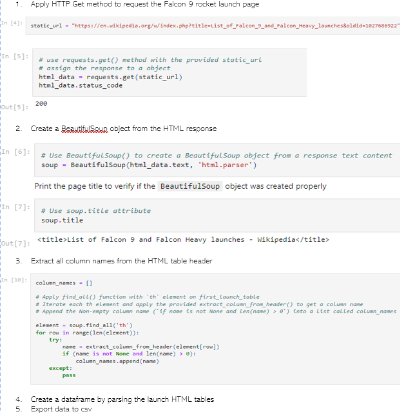 1. Apply HTTP Get method to request the Falcon 9 rocket launch page
In [4]: static_url = "https://en.wikipedia.org/w/index.php?title=List_of_Falcon_9_and_Falcon_Heavy_launches&oldid=1027686922"
In [5]: # use requests.get() method with the provided static_url
# assign the response to a object
html_data = requests.get(static_url)
html_data.status_code
Out[5]: 200
2. Create a BeautifulSoup object from the HTML response
In [6]: # Use BeautifulSoup() to create a BeautifulSoup object from a response text content
soup = BeautifulSoup(html_data.text, 'html.parser')
Print the page title to verify if the BeautifulSoup object was created properly
In [7]: # Use soup.title attribute
soup.title
Out[7]: <title>List of Falcon 9 and Falcon Heavy launches - Wikipedia</title>
3. Extract all column names from the HTML table header
In [10]: column_names = []
# Apply find_all() function with `th` element on first_launch_table
# Iterate each th element and apply the provided extract_column_from_header() to get a column name
# Append the Non-empty column name (`if name is not None and len(name) > 0`) into a list called column_names
element = soup.find_all('th')
for row in range(len(element)):
try:
name = extract_column_from_header(element[row])
if (name is not None and len(name) > 0):
column_names.append(name)
except:
pass
4. Create a dataframe by parsing the launch HTML tables
5. Export data to csv